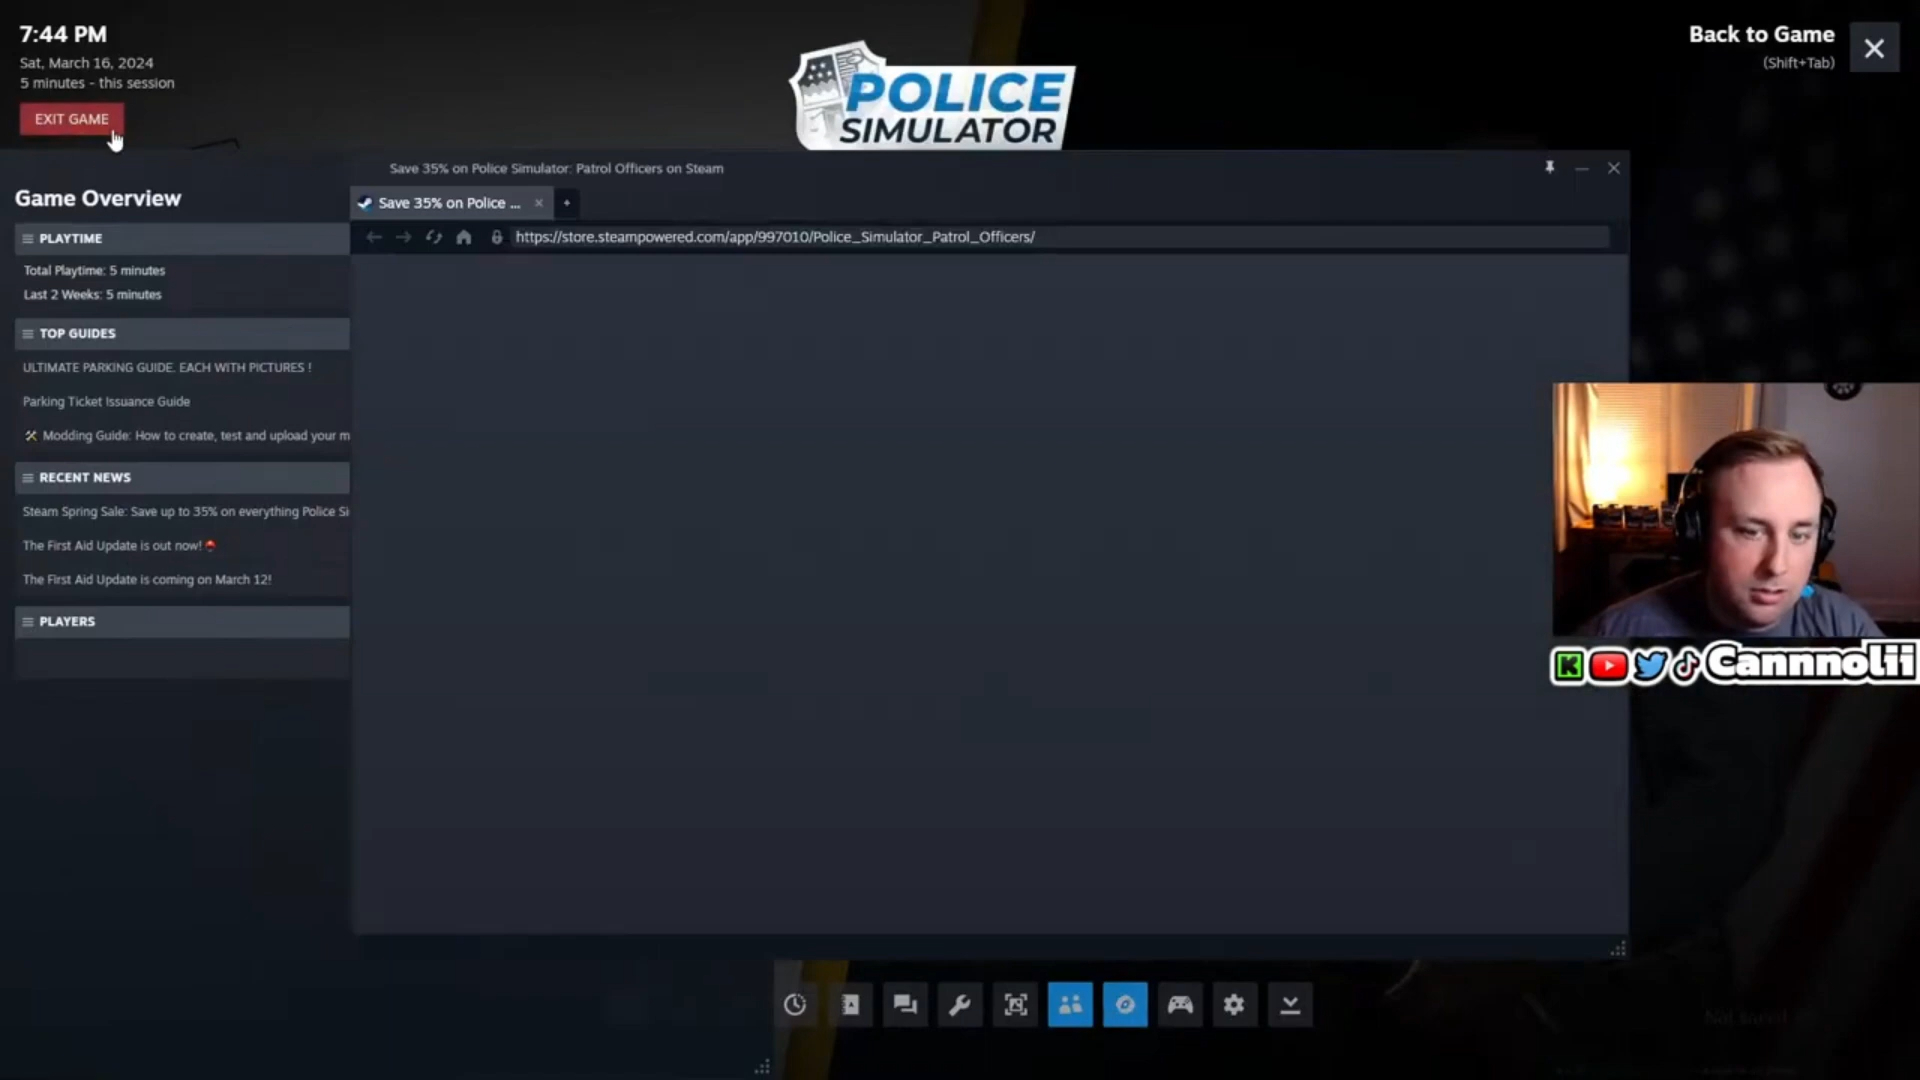 7:44 PM
Sat, March 16, 2024
5 minutes - this session
EXIT GAME
POLICE
SIMULATOR
Back to Game
(Shift+Tab)
Save 35% on Police Simulator: Patrol Officers on Steam
Save 35% on Police ...
https://store.steampowered.com/app/997010/Police_Simulator_Patrol_Officers/
Game Overview
PLAYTIME
Total Playtime: 5 minutes
Last 2 Weeks: 5 minutes
TOP GUIDES
ULTIMATE PARKING GUIDE. EACH WITH PICTURES !
Parking Ticket Issuance Guide
Modding Guide: How to create, test and upload your m
RECENT NEWS
Steam Spring Sale: Save up to 35% on everything Police Si
The First Aid Update is out now!
The First Aid Update is coming on March 12!
PLAYERS
Cannnolii